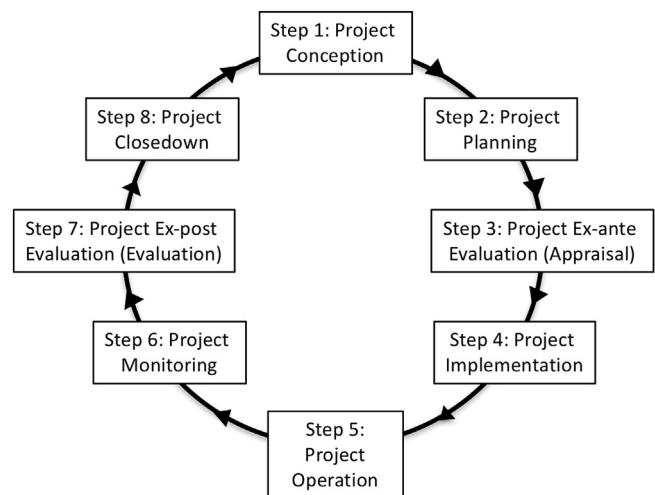 Step 1: Project
Conception
Step 2: Project
Planning
Step 3: Project Ex-ante
Evaluation (Appraisal)
Step 4: Project
Implementation
Step 5:
Project
Operation
Step 6: Project
Monitoring
Step 7: Project Ex-post
Evaluation (Evaluation)
Step 8: Project
Closedown